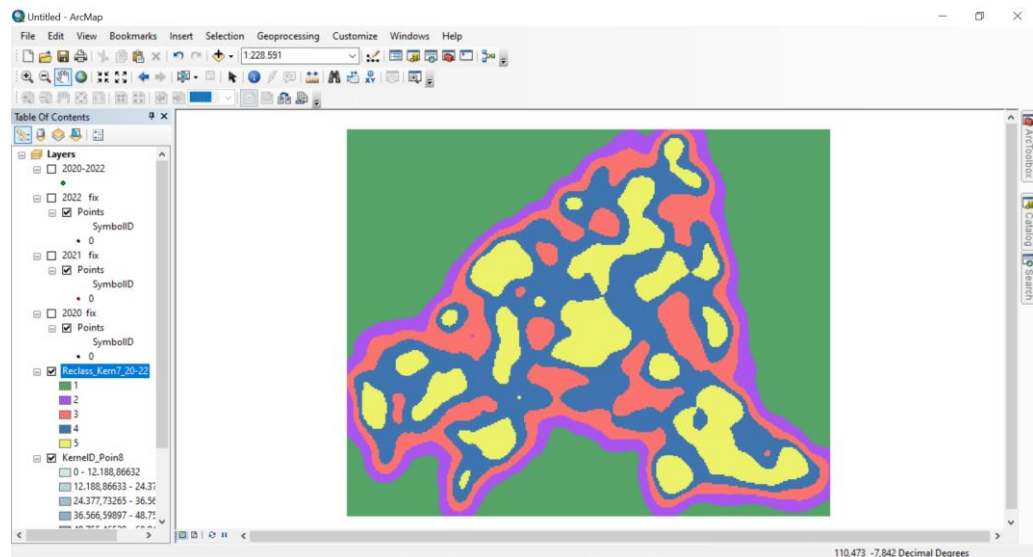 Untitled - ArcMap
File Edit View Bookmarks Insert Selection Geoprocessing Customize Windows Help
1:228.591
Table Of Contents
Layers
2020-2022
2022 fix
Points
SymbolID
0
2021 fix
Points
SymbolID
0
2020 fix
Points
SymbolID
0
Reclass_Kern7_20-22
1
2
3
4
5
KernelD_Poin8
0 - 12.188,86632
12.188,86633 - 24.37
24.377,73265 - 36.56
36.566,59897 - 48.75
ArcToolbox
Catalog
Search
110,473 -7,842 Decimal Degrees